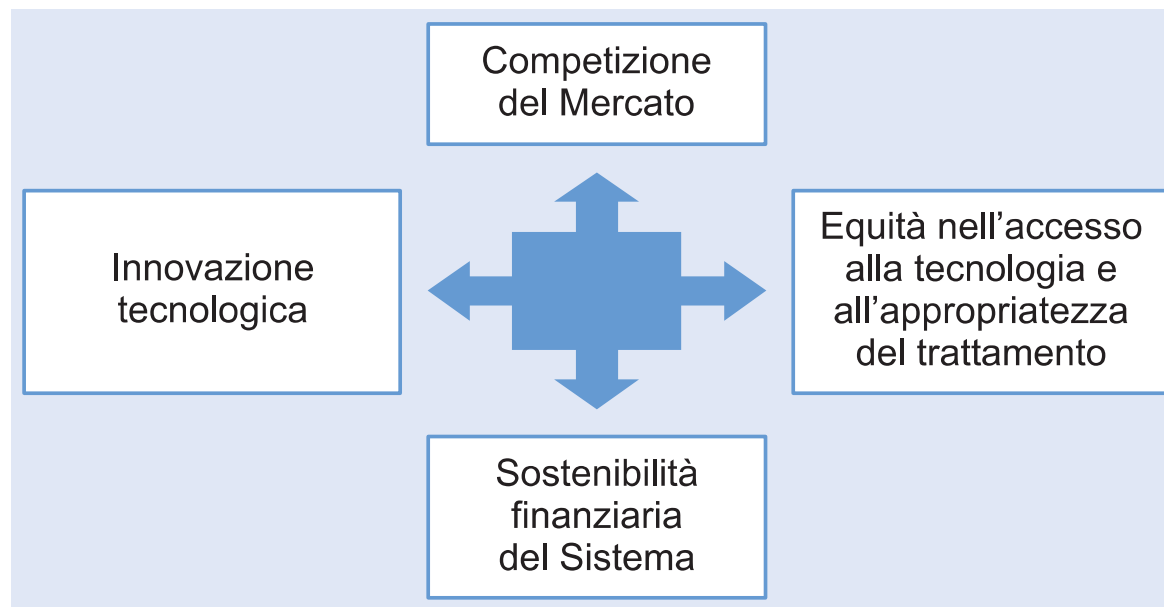 Competizione
del Mercato
Innovazione
tecnologica
Equità nell’accesso
alla tecnologia e
all’appropriatezza
del trattamento
Sostenibilità
finanziaria
del Sistema